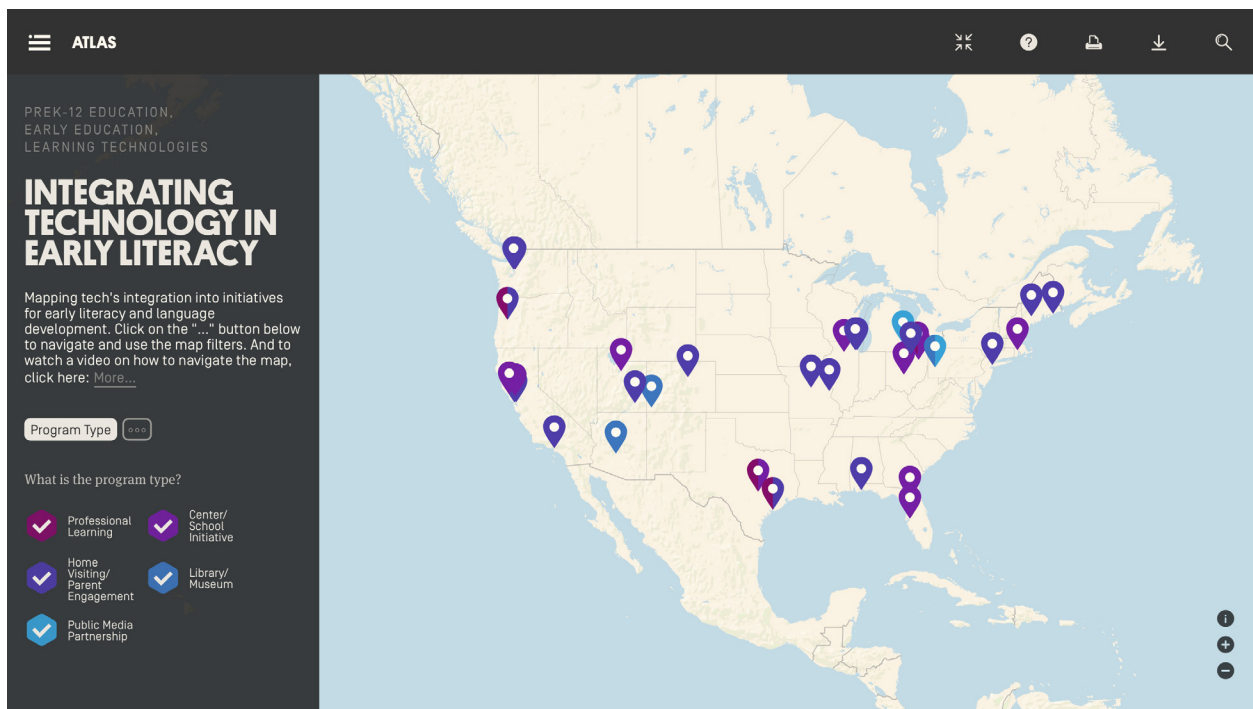 ATLAS
PREK-12 EDUCATION,
EARLY EDUCATION,
LEARNING TECHNOLOGIES
INTEGRATING
TECHNOLOGY IN
EARLY LITERACY
Mapping tech's integration into initiatives
for early literacy and language
development. Click on the "..." button below
to navigate and use the map filters. And to
watch a video on how to navigate the map,
click here: More...
Program Type
What is the program type?
Professional
Learning
Center/
School
Initiative
Home
Visiting/
Parent
Engagement
Library/
Museum
Public Media
Partnership